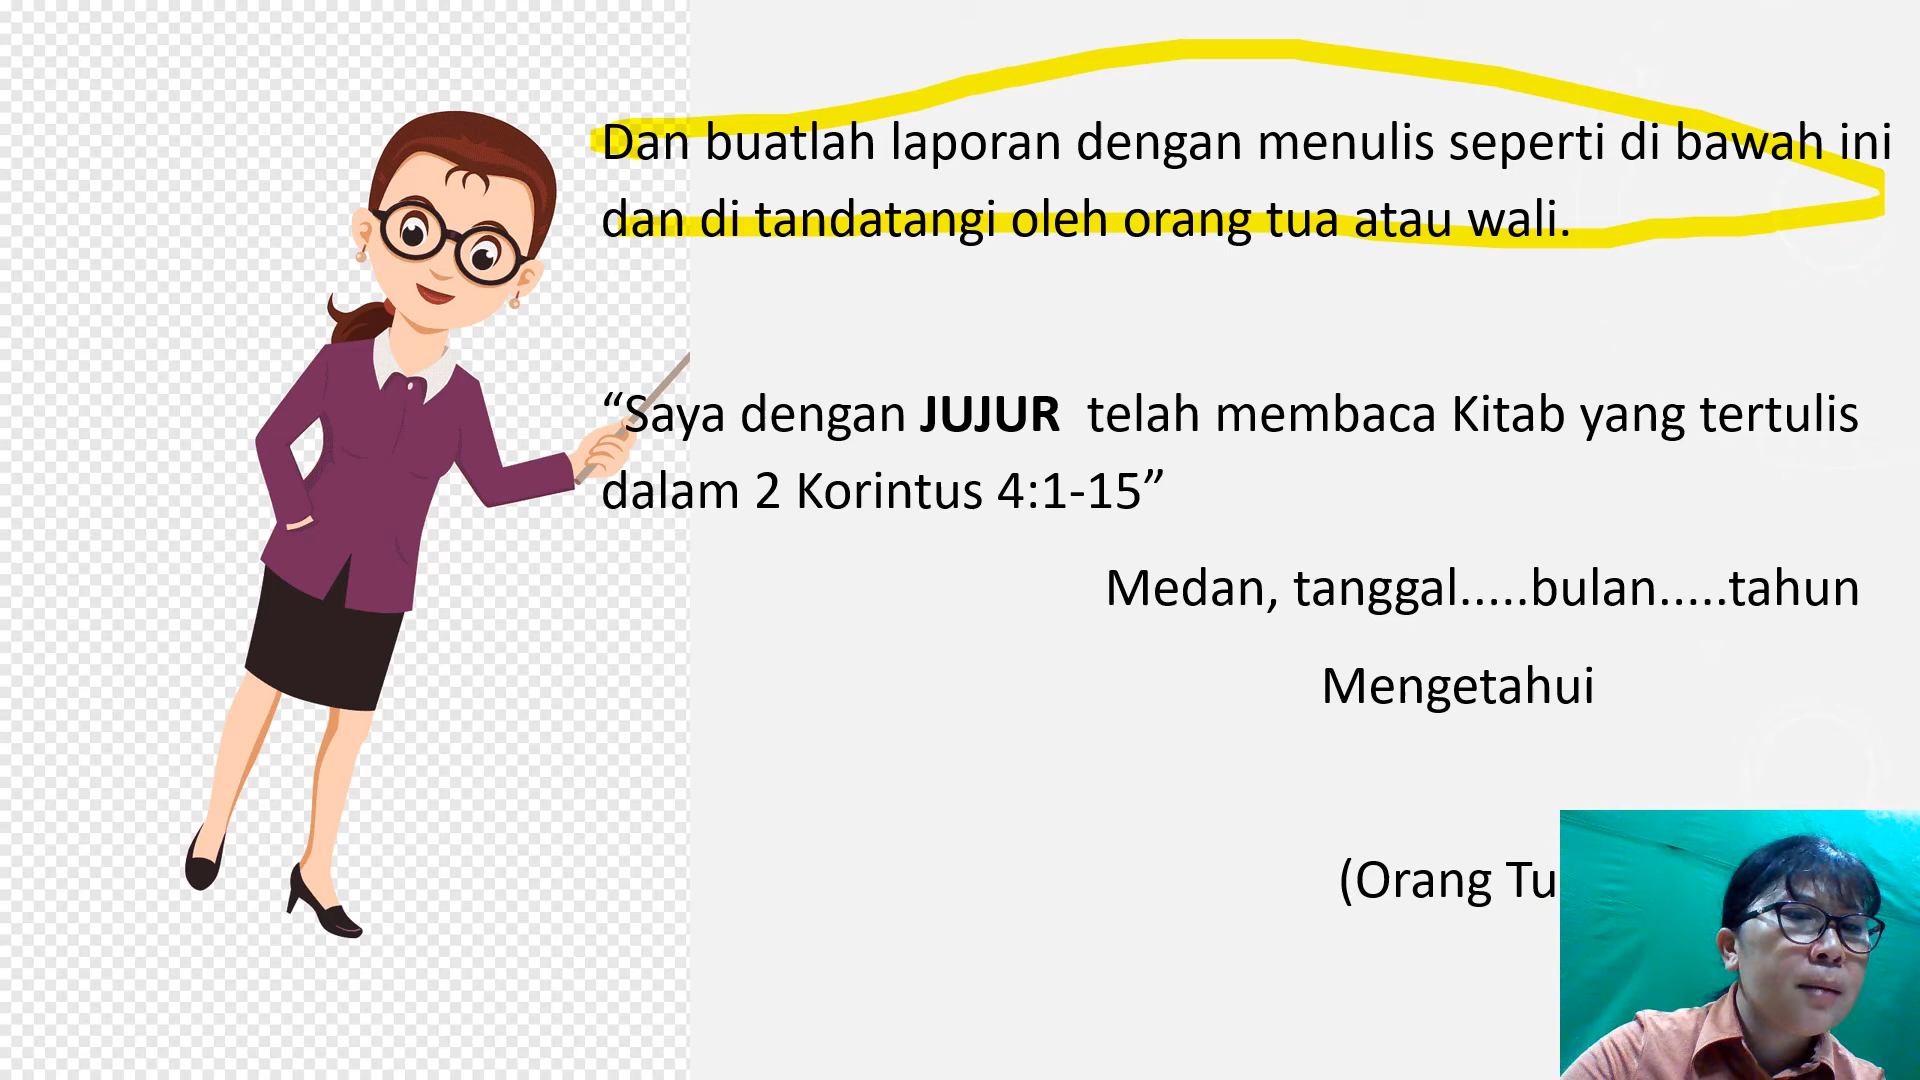 Dan buatlah laporan dengan menulis seperti di bawah ini
dan di tandatangi oleh orang tua atau wali.
“Saya dengan JUJUR telah membaca Kitab yang tertulis
dalam 2 Korintus 4:1-15”
Medan, tanggal.....bulan.....tahun
Mengetahui
(Orang Tu